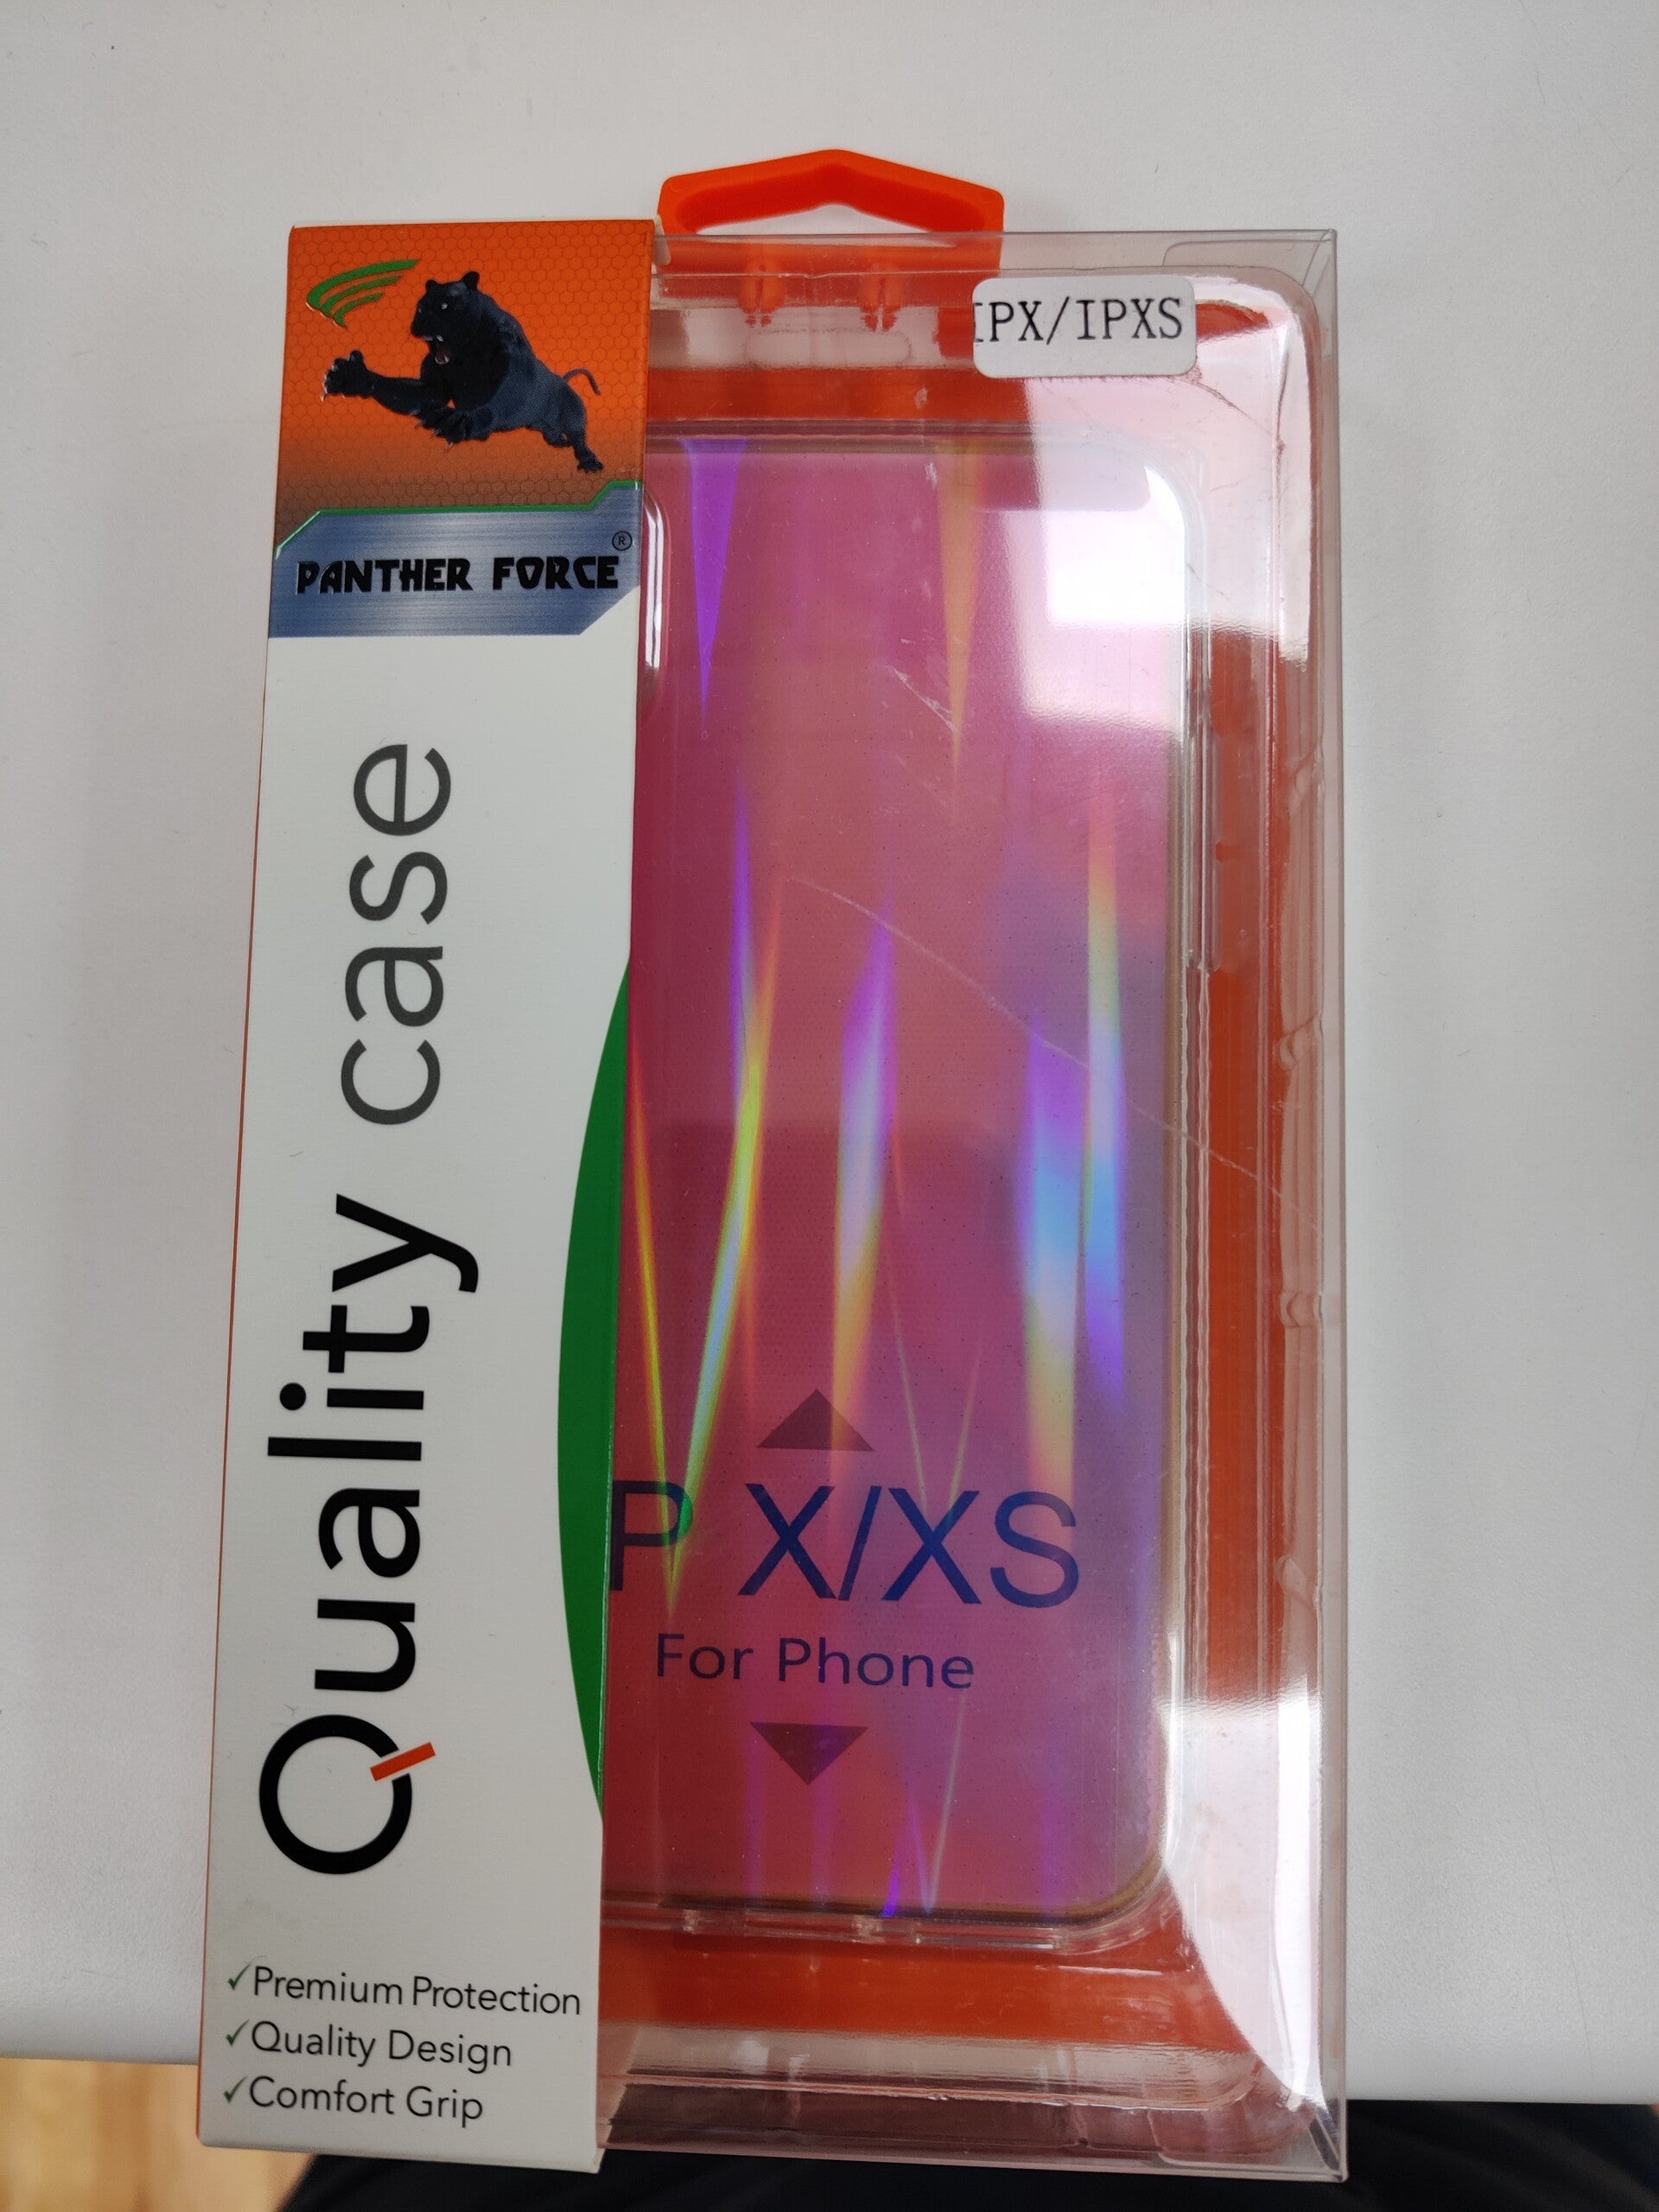 IPX/IPXS
PANTHER FORCE®
Quality case
P X/XS
For Phone
✓Premium Protection
✓Quality Design
✓Comfort Grip